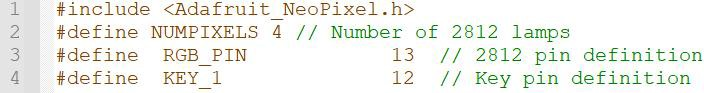 1 #include <Adafruit_NeoPixel.h>
2 #define NUMPIXELS 4 // Number of 2812 lamps
3 #define RGB_PIN 13 // 2812 pin definition
4 #define KEY_1 12 // Key pin definition